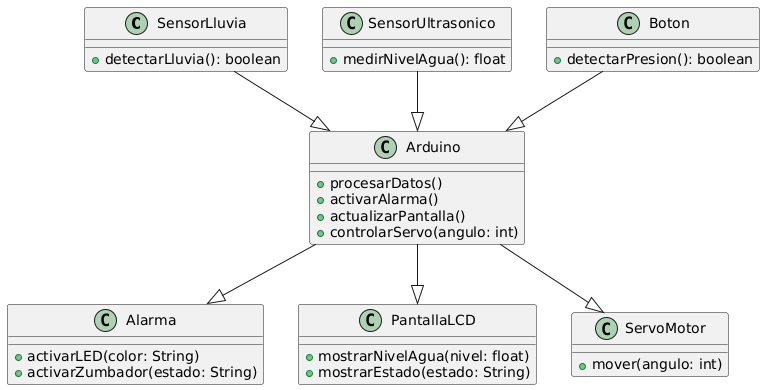 C SensorLluvia
detectarLluvia(): boolean
C SensorUltrasonico
medirNivelAgua(): float
C Boton
detectarPresion(): boolean
C Arduino
procesarDatos()
activarAlarma()
actualizarPantalla()
controlarServo(angulo: int)
C Alarma
activarLED(color: String)
activarZumbador(estado: String)
C PantallaLCD
mostrarNivelAgua(nivel: float)
mostrarEstado(estado: String)
C ServoMotor
mover(angulo: int)